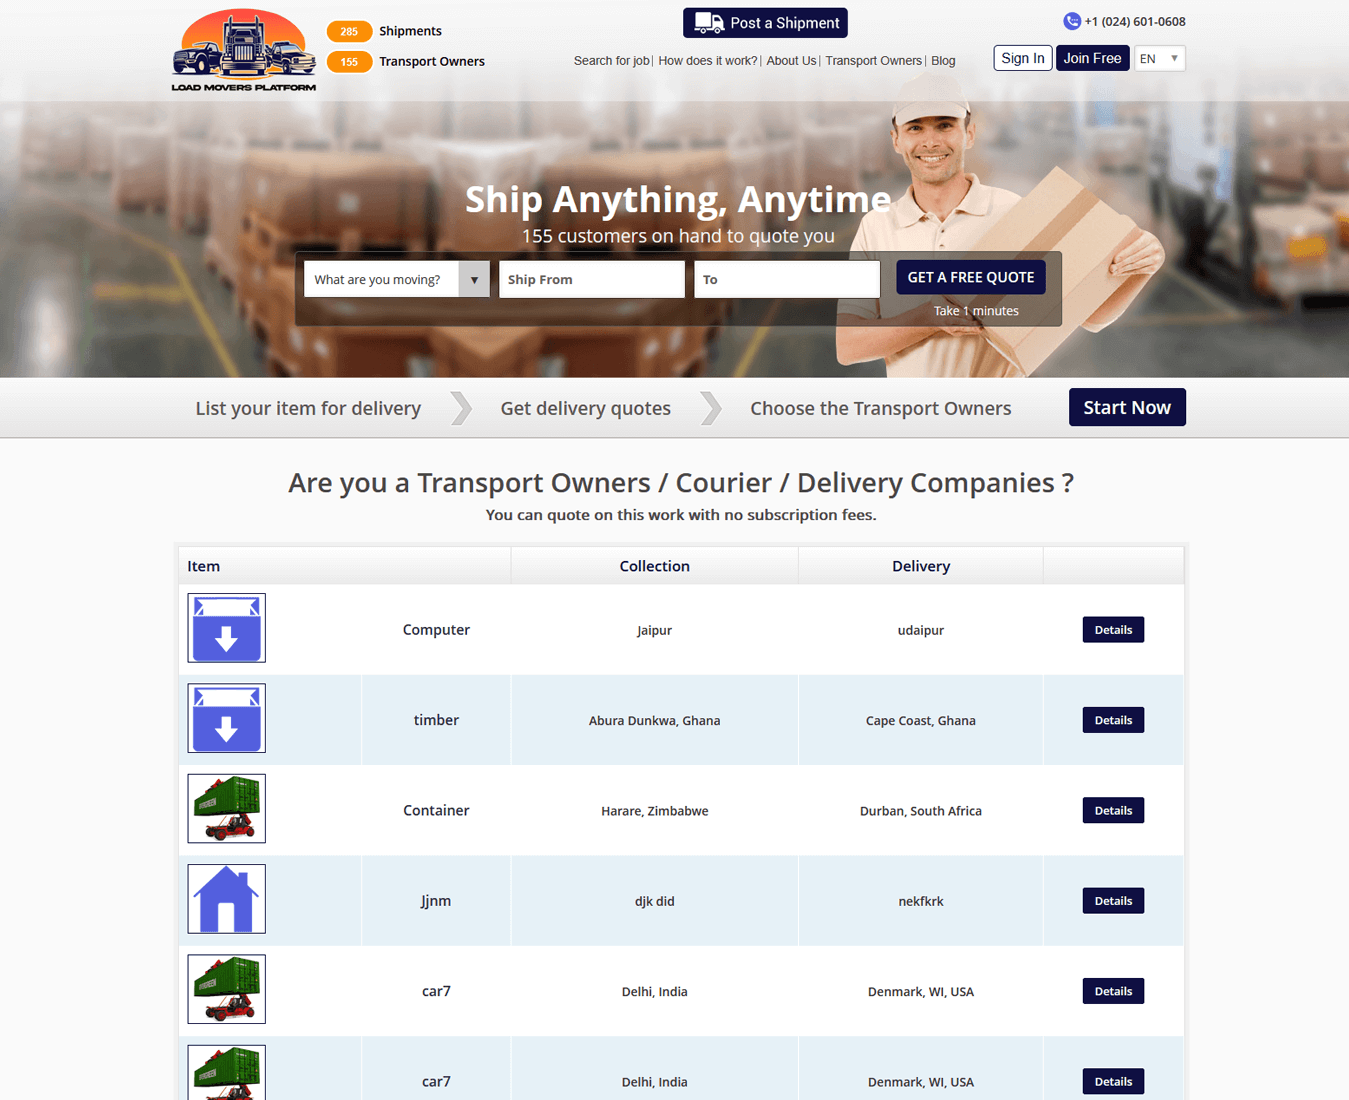 LOAD MOVERS PLATFORM
285 Shipments
155 Transport Owners
Post a Shipment
+1 (024) 601-0608
Search for job| How does it work?| About Us| Transport Owners| Blog
Sign In
Join Free
EN
Ship Anything, Anytime
155 customers on hand to quote you
What are you moving?
Ship From
To
GET A FREE QUOTE
Take 1 minutes
List your item for delivery
Get delivery quotes
Choose the Transport Owners
Start Now
Are you a Transport Owners / Courier / Delivery Companies ?
You can quote on this work with no subscription fees.
Item Collection Delivery
Computer Jaipur udaipur Details
timber Abura Dunkwa, Ghana Cape Coast, Ghana Details
EVERGREEN
Container Harare, Zimbabwe Durban, South Africa Details
Jjnm djk did nekfkrk Details
EVERGREEN
car7 Delhi, India Denmark, WI, USA Details
EVERGREEN
car7 Delhi, India Denmark, WI, USA Details